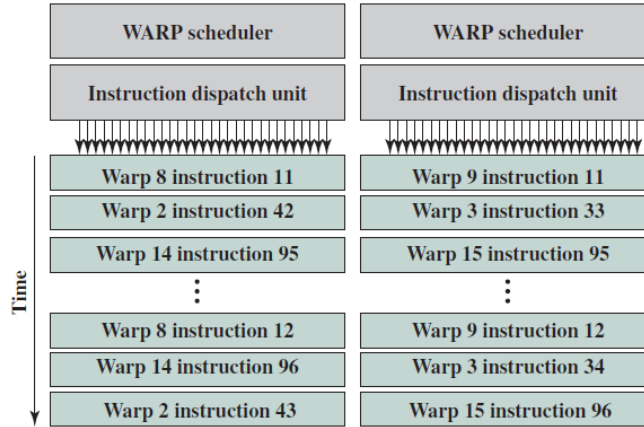 WARP scheduler
WARP scheduler
Instruction dispatch unit
Instruction dispatch unit
Time
Warp 8 instruction 11
Warp 9 instruction 11
Warp 2 instruction 42
Warp 3 instruction 33
Warp 14 instruction 95
Warp 15 instruction 95
Warp 8 instruction 12
Warp 9 instruction 12
Warp 14 instruction 96
Warp 3 instruction 34
Warp 2 instruction 43
Warp 15 instruction 96